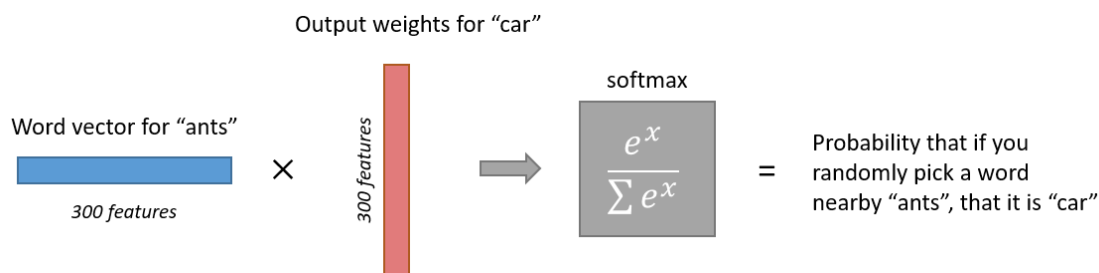 Output weights for “car”
softmax
Word vector for “ants”
300 features
×
300 features
e^x
∑ e^x
=
Probability that if you
randomly pick a word
nearby “ants”, that it is “car”